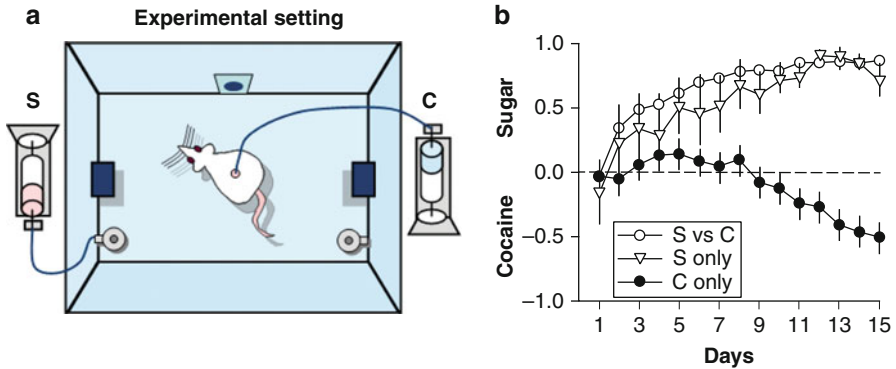 a
Experimental setting
S
C
b
Sugar
Cocaine
1.0
0.5
0.0
−0.5
−1.0
S vs C
S only
C only
1 3 5 7 9 11 13 15
Days